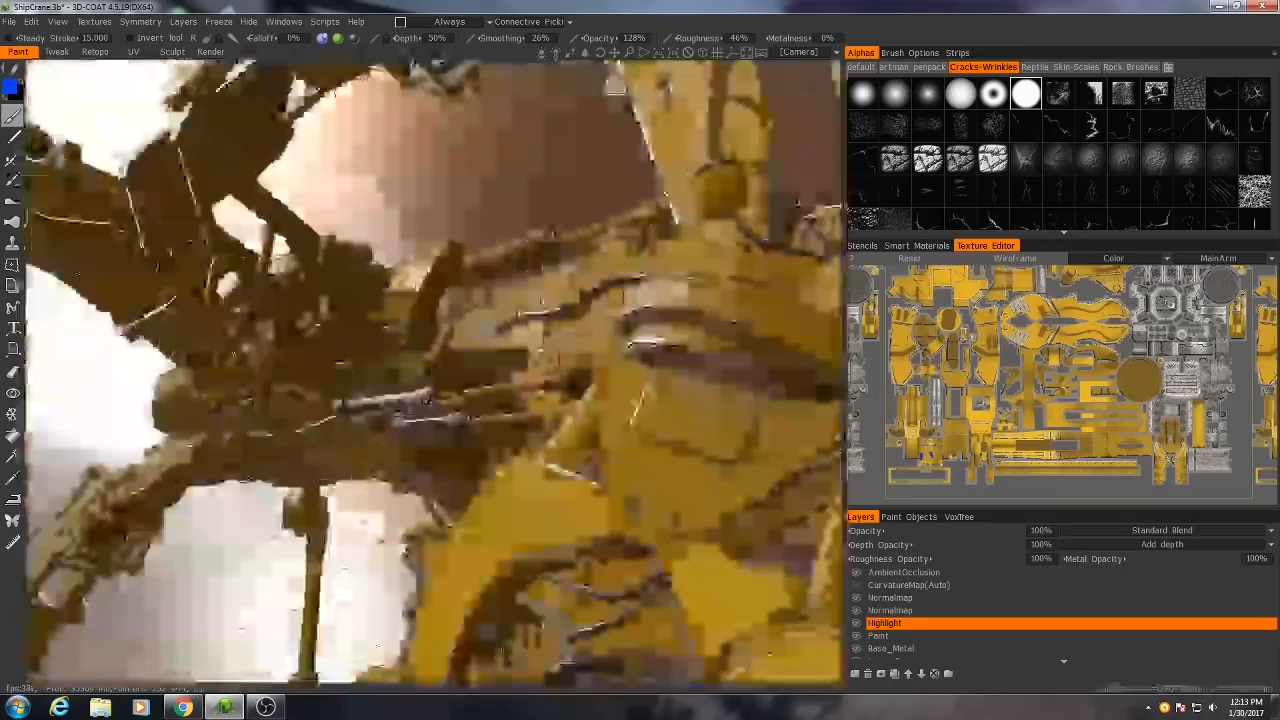 ShipCrane.3b* - 3D-COAT 4.5.19(DX64)
File Edit View Textures Symmetry Layers Freeze Hide Windows Scripts Help Always Connective Picki
Steady Stroke 15.000 Invert Tool R Falloff 0% Depth 50% Smoothing 26% Opacity 128% Roughness 46% Metalness 0%
Paint Tweak Retopo UV Sculpt Render [Camera]
Alphas Brush Options Strips
default artman penpack Cracks-Wrinkles Reptile Skin-Scales Rock Brushes
Stencils Smart Materials Texture Editor
? Reset Wireframe Color MainArm
Layers Paint Objects VoxTree
Opacity 100% Standard Blend
Depth Opacity 100% Add depth
Roughness Opacity 100% Metal Opacity 100%
AmbientOcclusion
CurvatureMap(Auto)
Normalmap
Normalmap
Highlight
Paint
Base_Metal
12:13 PM
1/30/2017